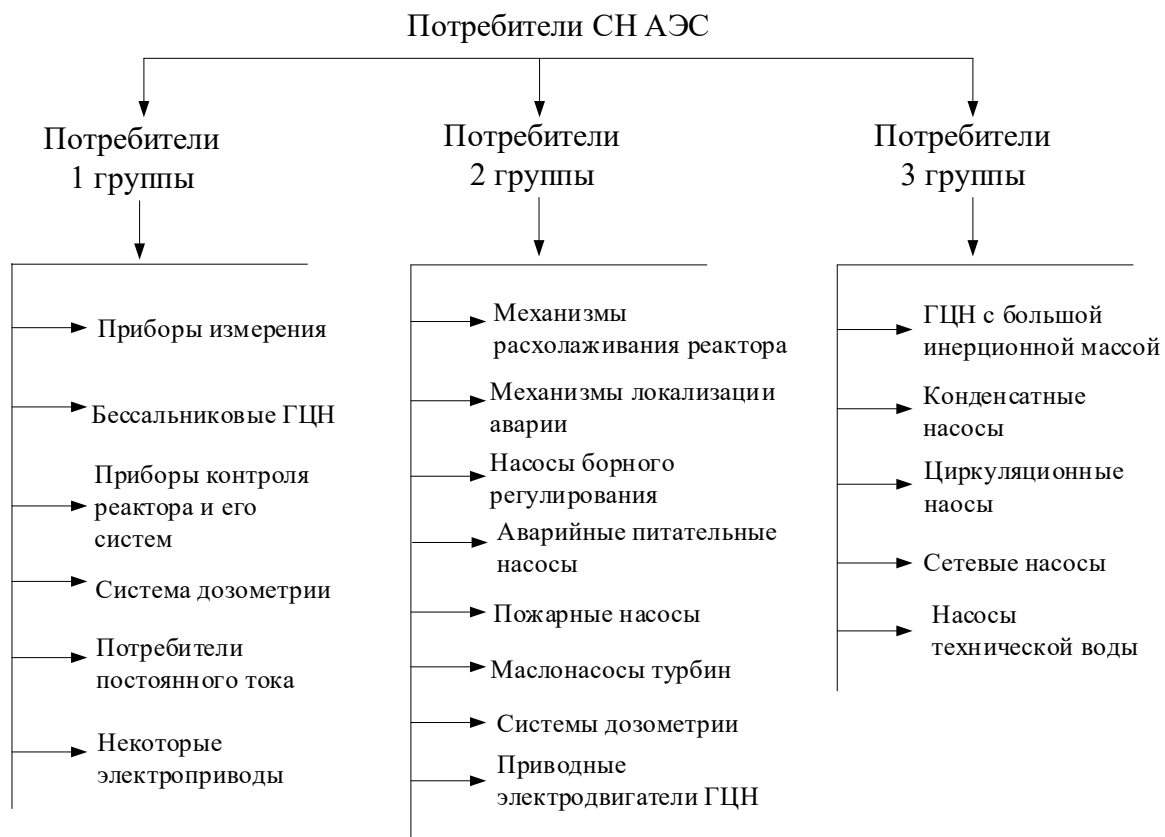 Потребители СН АЭС
Потребители
1 группы
Приборы измерения
Бессальниковые ГЦН
Приборы контроля
реактора и его
систем
Система дозометрии
Потребители
постоянного тока
Некоторые
электроприводы
Потребители
2 группы
Механизмы
расхолаживания реактора
Механизмы локализации
аварии
Насосы борного
регулирования
Аварийные питательные
насосы
Пожарные насосы
Маслонасосы турбин
Системы дозометрии
Приводные
электродвигатели ГЦН
Потребители
3 группы
ГЦН с большой
инерционной массой
Конденсатные
насосы
Циркуляционные
наосы
Сетевые насосы
Насосы
технической воды